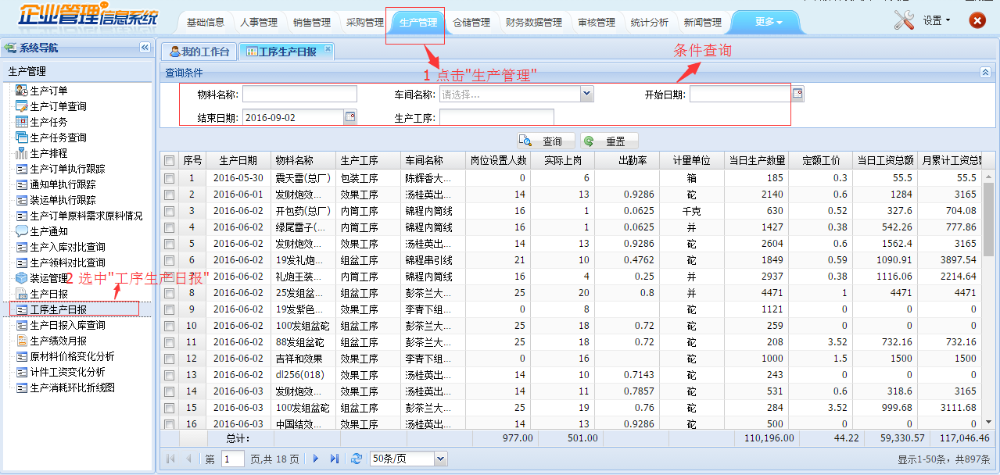 企业管理信息系统
基础信息 人事管理 销售管理 采购管理 生产管理 仓储管理 财务数据管理 审核管理 统计分析 新闻管理 更多 设置
系统导航
我的工作台 工序生产日报
条件查询
生产管理
查询条件
1 点击"生产管理"
物料名称: 车间名称: 请选择... 开始日期:
结束日期: 2016-09-02 生产工序:
查询 重置
生产订单
生产订单查询
生产任务
生产任务查询
生产排程
生产订单执行跟踪
通知单执行跟踪
装运单执行跟踪
生产订单原料需求原料情况
生产通知
生产入库对比查询
生产领料对比查询
装运管理
2 选中"工序生产日报"
生产日报
工序生产日报
生产日报入库查询
生产绩效月报
原材料价格变化分析
计件工资变化分析
生产消耗环比折线图
序号 生产日期 物料名称 生产工序 车间名称 岗位设置人数 实际上岗 出勤率 计量单位 当日生产数量 定额工价 当日工资总额 月累计工资总额
1 2016-05-30 震天雷(总厂) 包装工序 陈辉香大... 0 6 箱 185 0.3 55.5 55.5
2 2016-06-01 发财炮效... 效果工序 汤桂英出... 14 13 0.9286 砣 2140 0.6 1284 3165
3 2016-06-02 开包药(总厂) 内筒工序 锦程内筒线 16 1 0.0625 千克 630 0.52 327.6 704.08
4 2016-06-02 绿尾雷子(... 内筒工序 锦程内筒线 16 1 0.0625 并 1427 0.38 542.26 777.86
5 2016-06-02 发财炮效... 效果工序 汤桂英出... 14 13 0.9286 砣 2604 0.6 1562.4 3165
6 2016-06-02 19发礼炮... 组盆工序 锦程串引线 21 10 0.4762 砣 1849 0.59 1090.91 3897.54
7 2016-06-02 礼炮王装... 内筒工序 锦程内筒线 16 4 0.25 并 2937 0.38 1116.06 2214.64
8 2016-06-02 25发组盆... 组盆工序 彭茶兰大... 25 20 0.8 并 4471 1 4471 4471
9 2016-06-02 19发紫色... 效果工序 李青下组... 0 8 砣 1121 0 0 0
10 2016-06-02 100发组盆砣 组盆工序 彭茶兰大... 25 18 0.72 砣 259 0 0 0
11 2016-06-02 88发组盆砣 组盆工序 彭茶兰大... 25 18 0.72 砣 208 3.52 732.16 732.16
12 2016-06-02 吉祥和效果 效果工序 李青下组... 0 16 砣 1000 1.5 1500 1500
13 2016-06-02 dl256(018) 效果工序 汤桂英出... 14 10 0.7143 砣 243 0 0 0
14 2016-06-03 发财炮效... 效果工序 汤桂英出... 14 11 0.7857 砣 531 0.6 318.6 3165
15 2016-06-03 100发组盆砣 组盆工序 彭茶兰大... 25 19 0.76 砣 284 3.52 999.68 3111.68
16 2016-06-03 中国结效... 效果工序 汤桂英出... 14 13 0.9286 砣 500 0 0 0
总计: 977.00 501.00 110,196.00 44.22 59,330.57 117,046.46
第 1 页,共 18 页 50条/页 显示1-50条，共897条